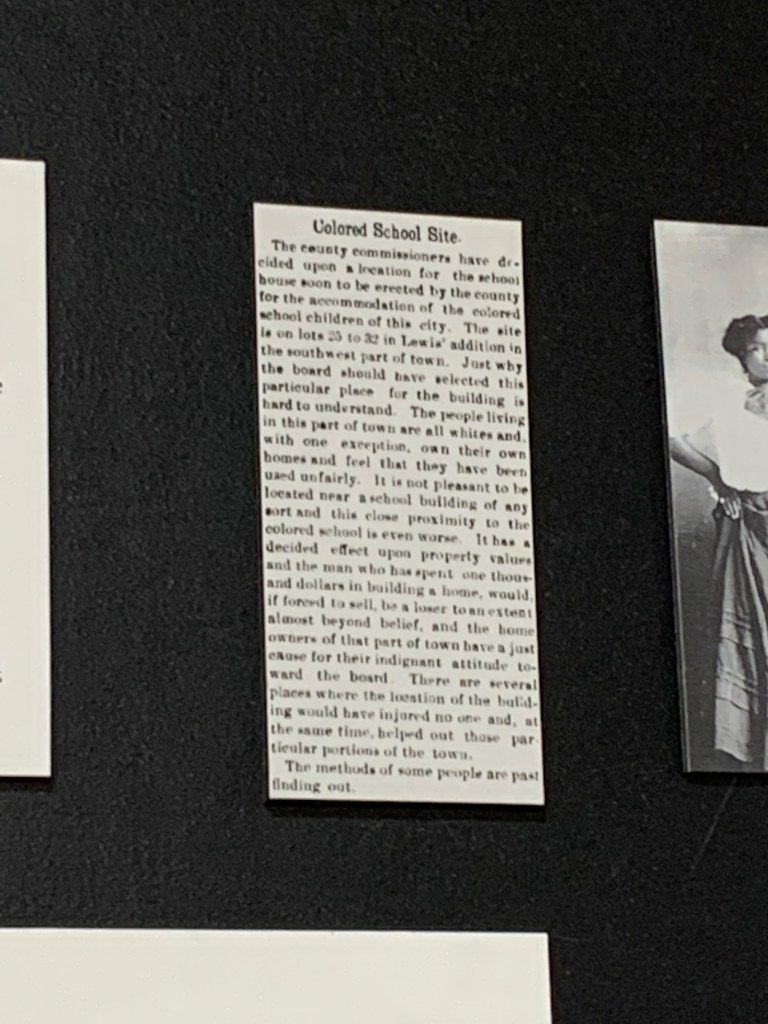 Colored School Site.
The county commissioners have de-
cided upon a location for the school
house soon to be erected by the county
for the accommodation of the colored
school children of this city. The site
is on lots 25 to 32 in Lewis' addition in
the southwest part of town. Just why
the board should have selected this
particular place for the building is
hard to understand. The people living
in this part of town are all whites and,
with one exception, own their own
homes and feel that they have been
used unfairly. It is not pleasant to be
located near a school building of any
sort and this close proximity to the
colored school is even worse. It has a
decided effect upon property values
and the man who has spent one thous-
and dollars in building a home, would,
if forced to sell, be a loser to an extent
almost beyond belief, and the home
owners of that part of town have a just
cause for their indignant attitude to-
ward the board. There are several
places where the location of the build-
ing would have injured no one and, at
the same time, helped out those par-
ticular portions of the town.
The methods of some people are past
finding out.